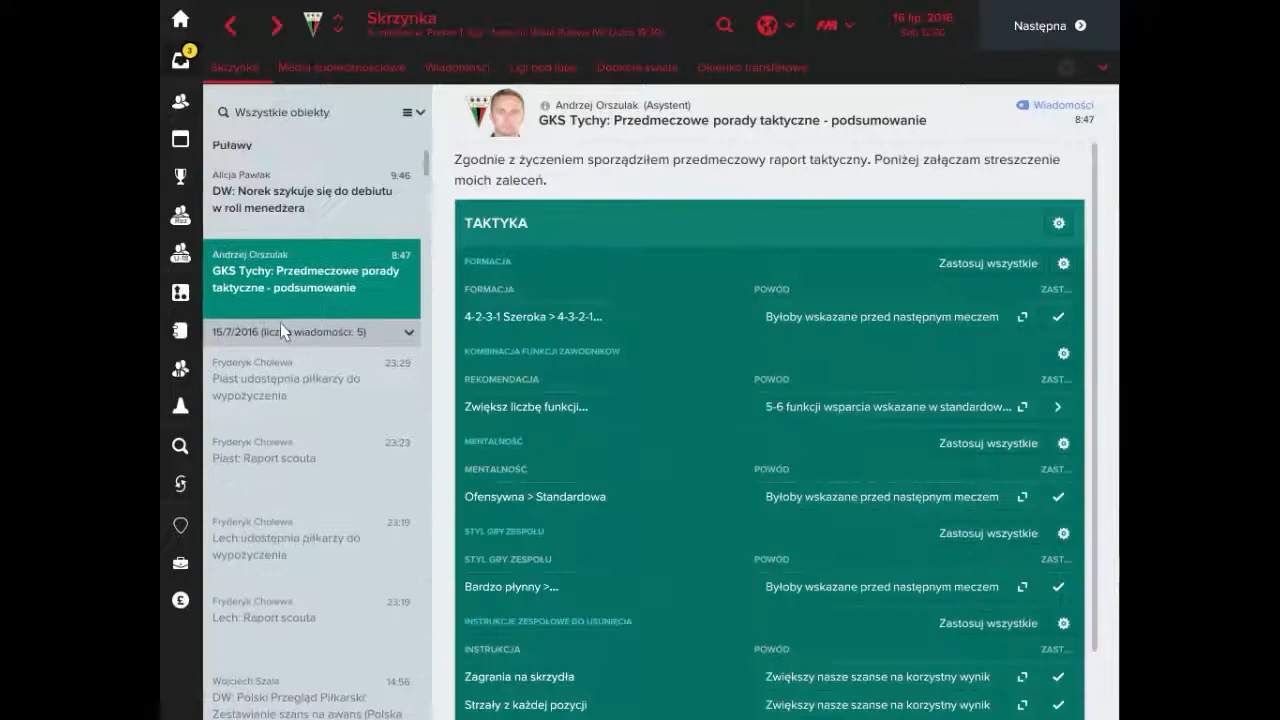 Skrzynka
16 lip. 2016
Następna
3
Skrzynka
Media społecznościowe
Wiadomości
Ligi pod lupą
Dookoła świata
Okienko transferowe
Wszystkie obiekty
Puławy
Alicja Pawlak 9:46
DW: Norek szykuje się do debiutu
w roli menedżera
Andrzej Orszulak 8:47
GKS Tychy: Przedmeczowe porady
taktyczne - podsumowanie
15/7/2016 (liczba wiadomości: 5)
Fryderyk Cholewa 23:29
Piast udostępnia piłkarzy do
wypożyczenia
Fryderyk Cholewa 23:23
Piast: Raport scouta
Fryderyk Cholewa 23:19
Lech udostępnia piłkarzy do
wypożyczenia
Fryderyk Cholewa 23:19
Lech: Raport scouta
Wojciech Szala 14:56
DW: Polski Przegląd Piłkarski:
Zestawienie szans na awans (Polska
Andrzej Orszulak (Asystent)
Wiadomości
GKS Tychy: Przedmeczowe porady taktyczne - podsumowanie
8:47
Zgodnie z życzeniem sporządziłem przedmeczowy raport taktyczny. Poniżej załączam streszczenie
moich zaleceń.
TAKTYKA
FORMACJA Zastosuj wszystkie
FORMACJA POWÓD ZAST...
4-2-3-1 Szeroka > 4-3-2-1... Byłoby wskazane przed następnym meczem
KOMBINACJA FUNKCJI ZAWODNIKÓW
REKOMENDACJA POWÓD ZAST...
Zwiększ liczbę funkcji... 5-6 funkcji wsparcia wskazane w standardow...
MENTALNOŚĆ Zastosuj wszystkie
MENTALNOŚĆ POWÓD ZAST...
Ofensywna > Standardowa Byłoby wskazane przed następnym meczem
STYL GRY ZESPOŁU Zastosuj wszystkie
STYL GRY ZESPOŁU POWÓD ZAST...
Bardzo płynny >... Byłoby wskazane przed następnym meczem
INSTRUKCJE ZESPOŁOWE DO USUNIĘCIA Zastosuj wszystkie
INSTRUKCJA POWÓD ZAST...
Zagrania na skrzydła Zwiększy nasze szanse na korzystny wynik
Strzały z każdej pozycji Zwiększy nasze szanse na korzystny wynik